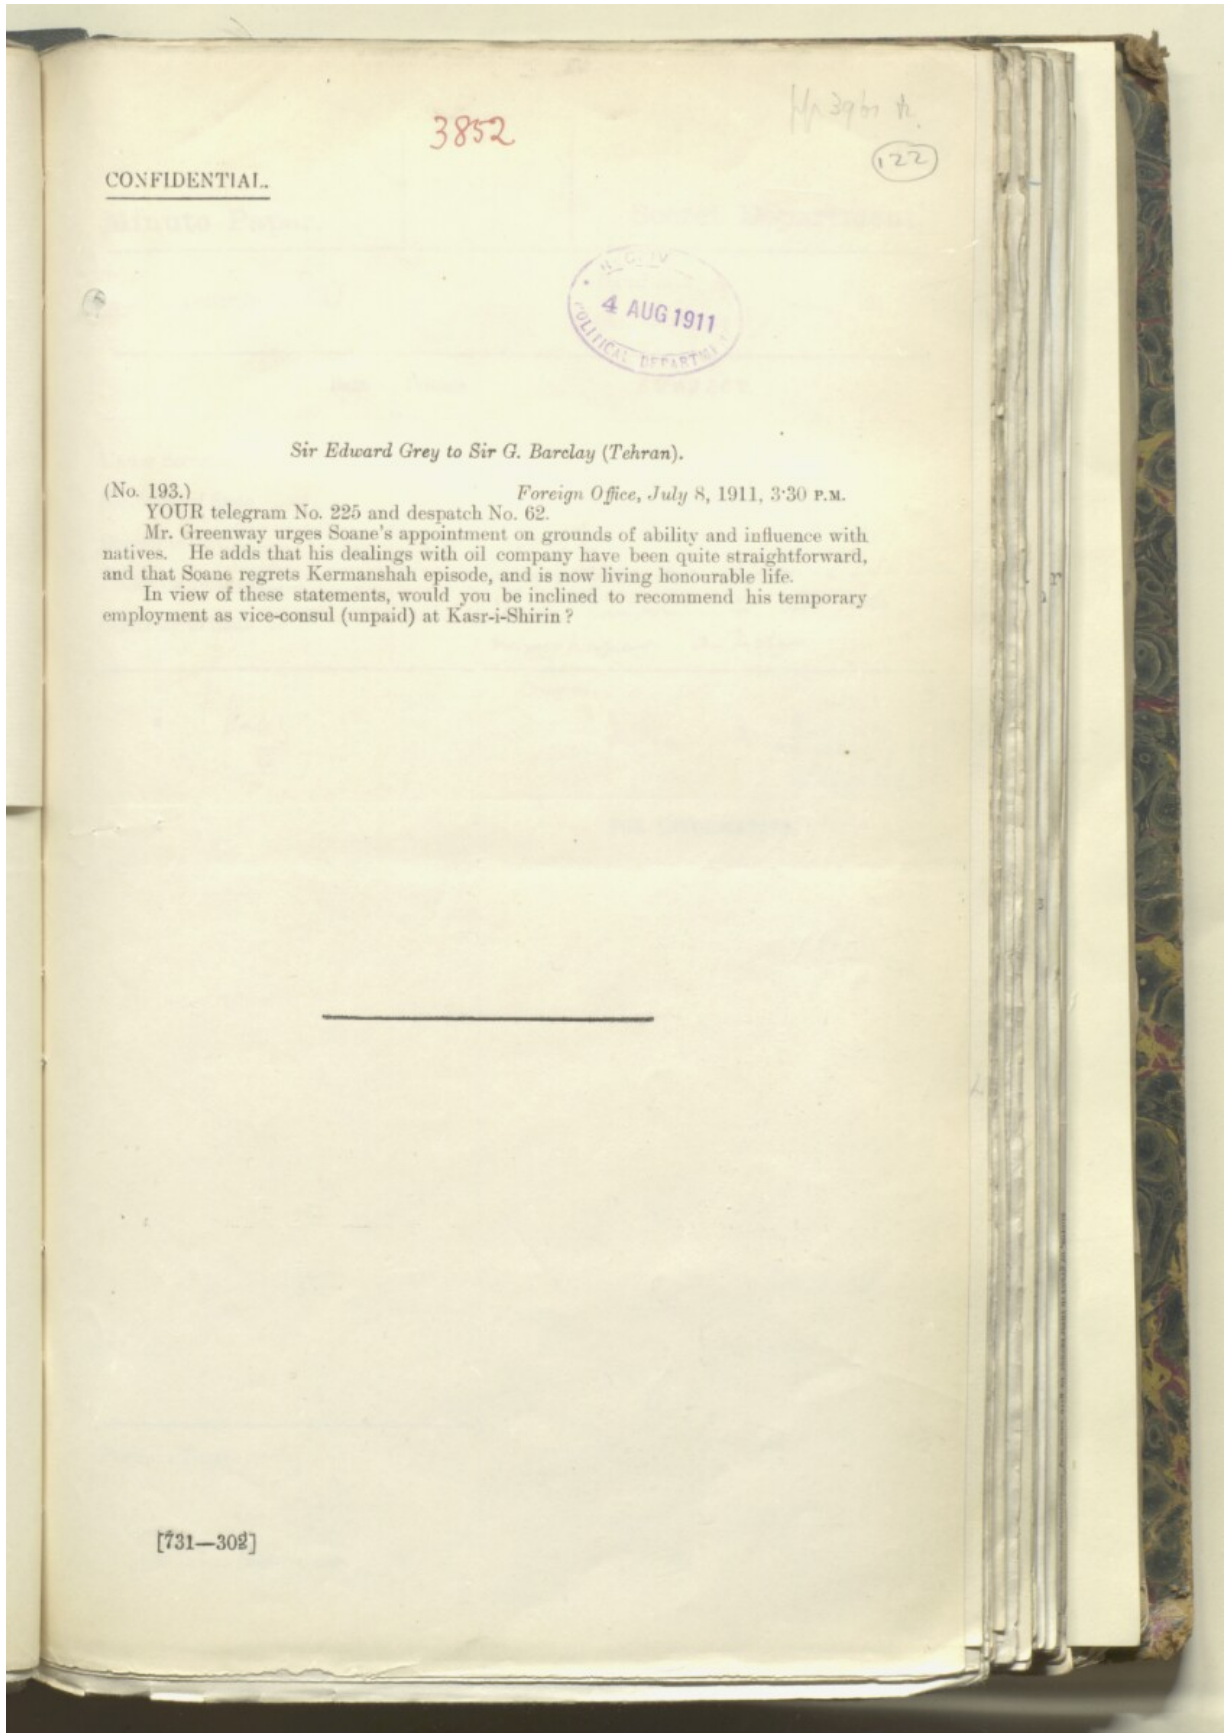 3852
122
CONFIDENTIAL.
4 AUG 1911
POLITICAL DEPARTMENT
Sir Edward Grey to Sir G. Barclay (Tehran).
(No. 193.) Foreign Office, July 8, 1911, 3·30 P.M.
YOUR telegram No. 225 and despatch No. 62.
Mr. Greenway urges Soane's appointment on grounds of ability and influence with
natives. He adds that his dealings with oil company have been quite straightforward,
and that Soane regrets Kermanshah episode, and is now living honourable life.
In view of these statements, would you be inclined to recommend his temporary
employment as vice-consul (unpaid) at Kasr-i-Shirin?